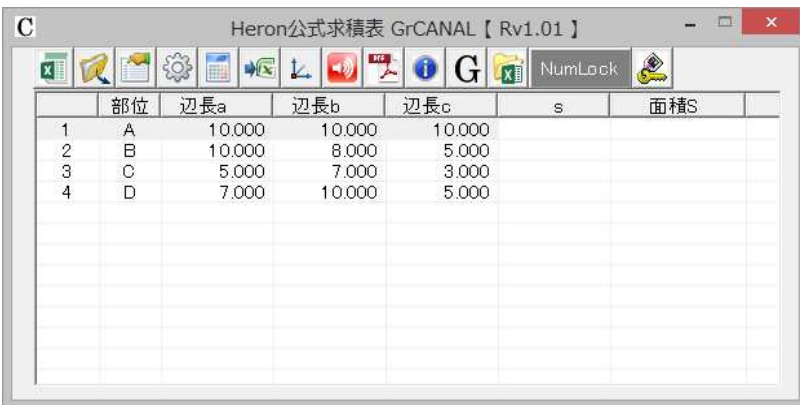 C Heron公式求積表 GrCANAL【 Rv1.01 】
G NumLock
部位 辺長a 辺長b 辺長c s 面積S
1 A 10.000 10.000 10.000
2 B 10.000 8.000 5.000
3 C 5.000 7.000 3.000
4 D 7.000 10.000 5.000